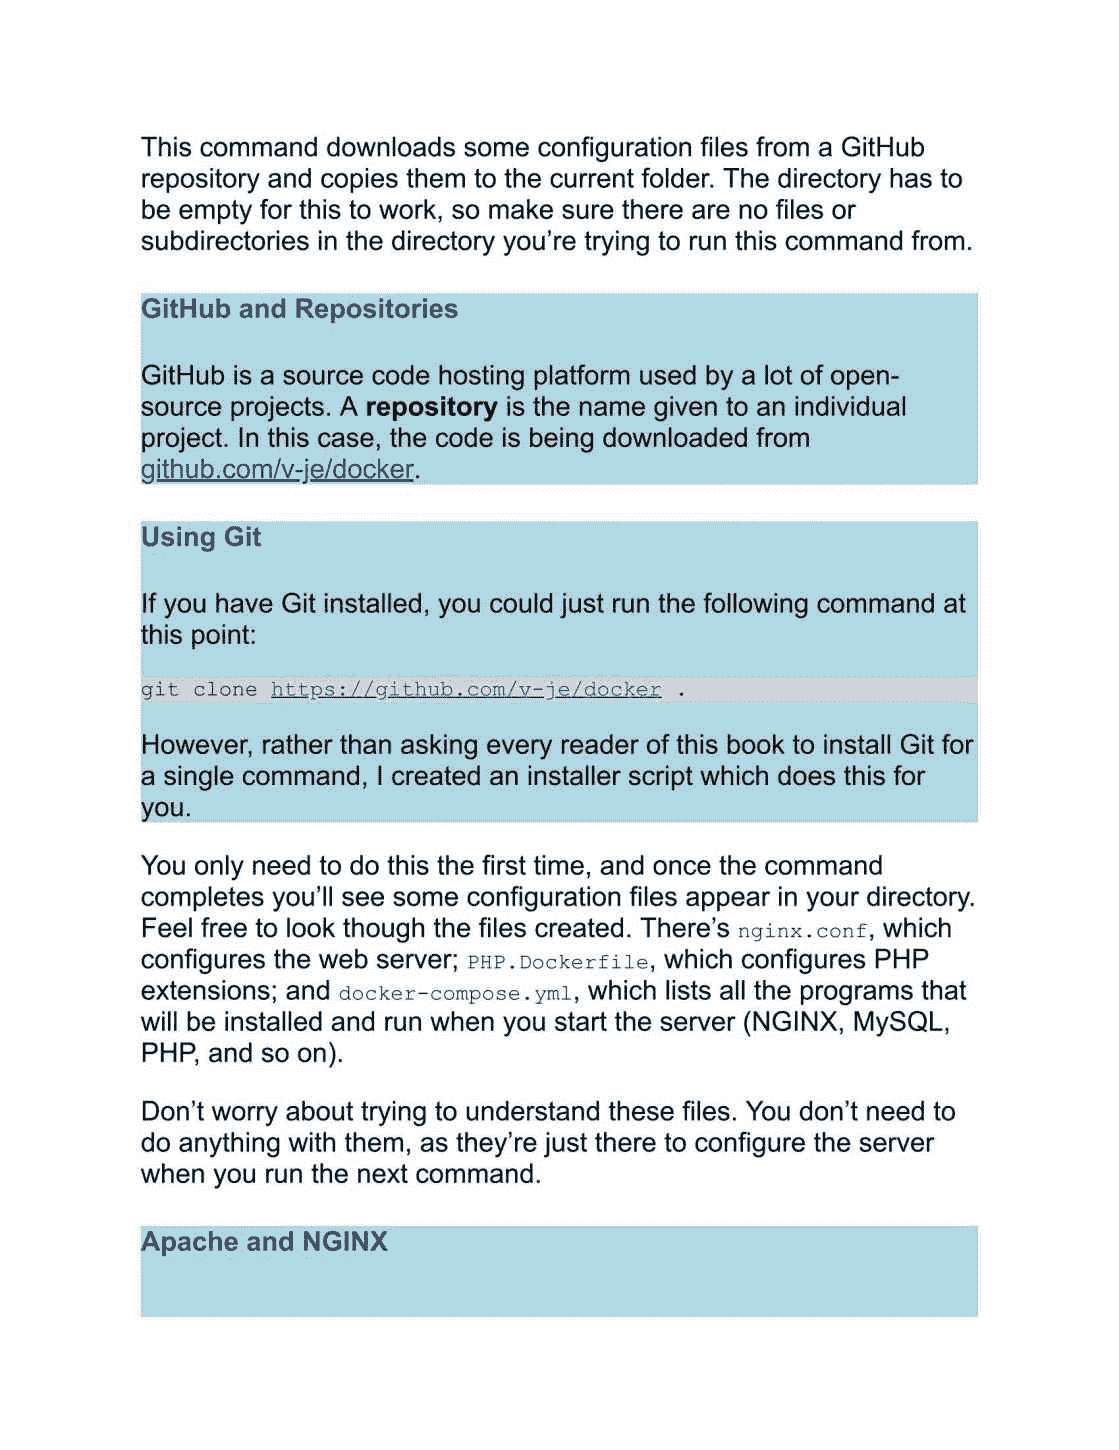 This command downloads some configuration files from a GitHub
repository and copies them to the current folder. The directory has to
be empty for this to work, so make sure there are no files or
subdirectories in the directory you’re trying to run this command from.
GitHub and Repositories
GitHub is a source code hosting platform used by a lot of open-
source projects. A repository is the name given to an individual
project. In this case, the code is being downloaded from
github.com/v-je/docker.
Using Git
If you have Git installed, you could just run the following command at
this point:
git clone https://github.com/v-je/docker .
However, rather than asking every reader of this book to install Git for
a single command, I created an installer script which does this for
you.
You only need to do this the first time, and once the command
completes you’ll see some configuration files appear in your directory.
Feel free to look though the files created. There’s nginx.conf, which
configures the web server; PHP.Dockerfile, which configures PHP
extensions; and docker-compose.yml, which lists all the programs that
will be installed and run when you start the server (NGINX, MySQL,
PHP, and so on).
Don’t worry about trying to understand these files. You don’t need to
do anything with them, as they’re just there to configure the server
when you run the next command.
Apache and NGINX